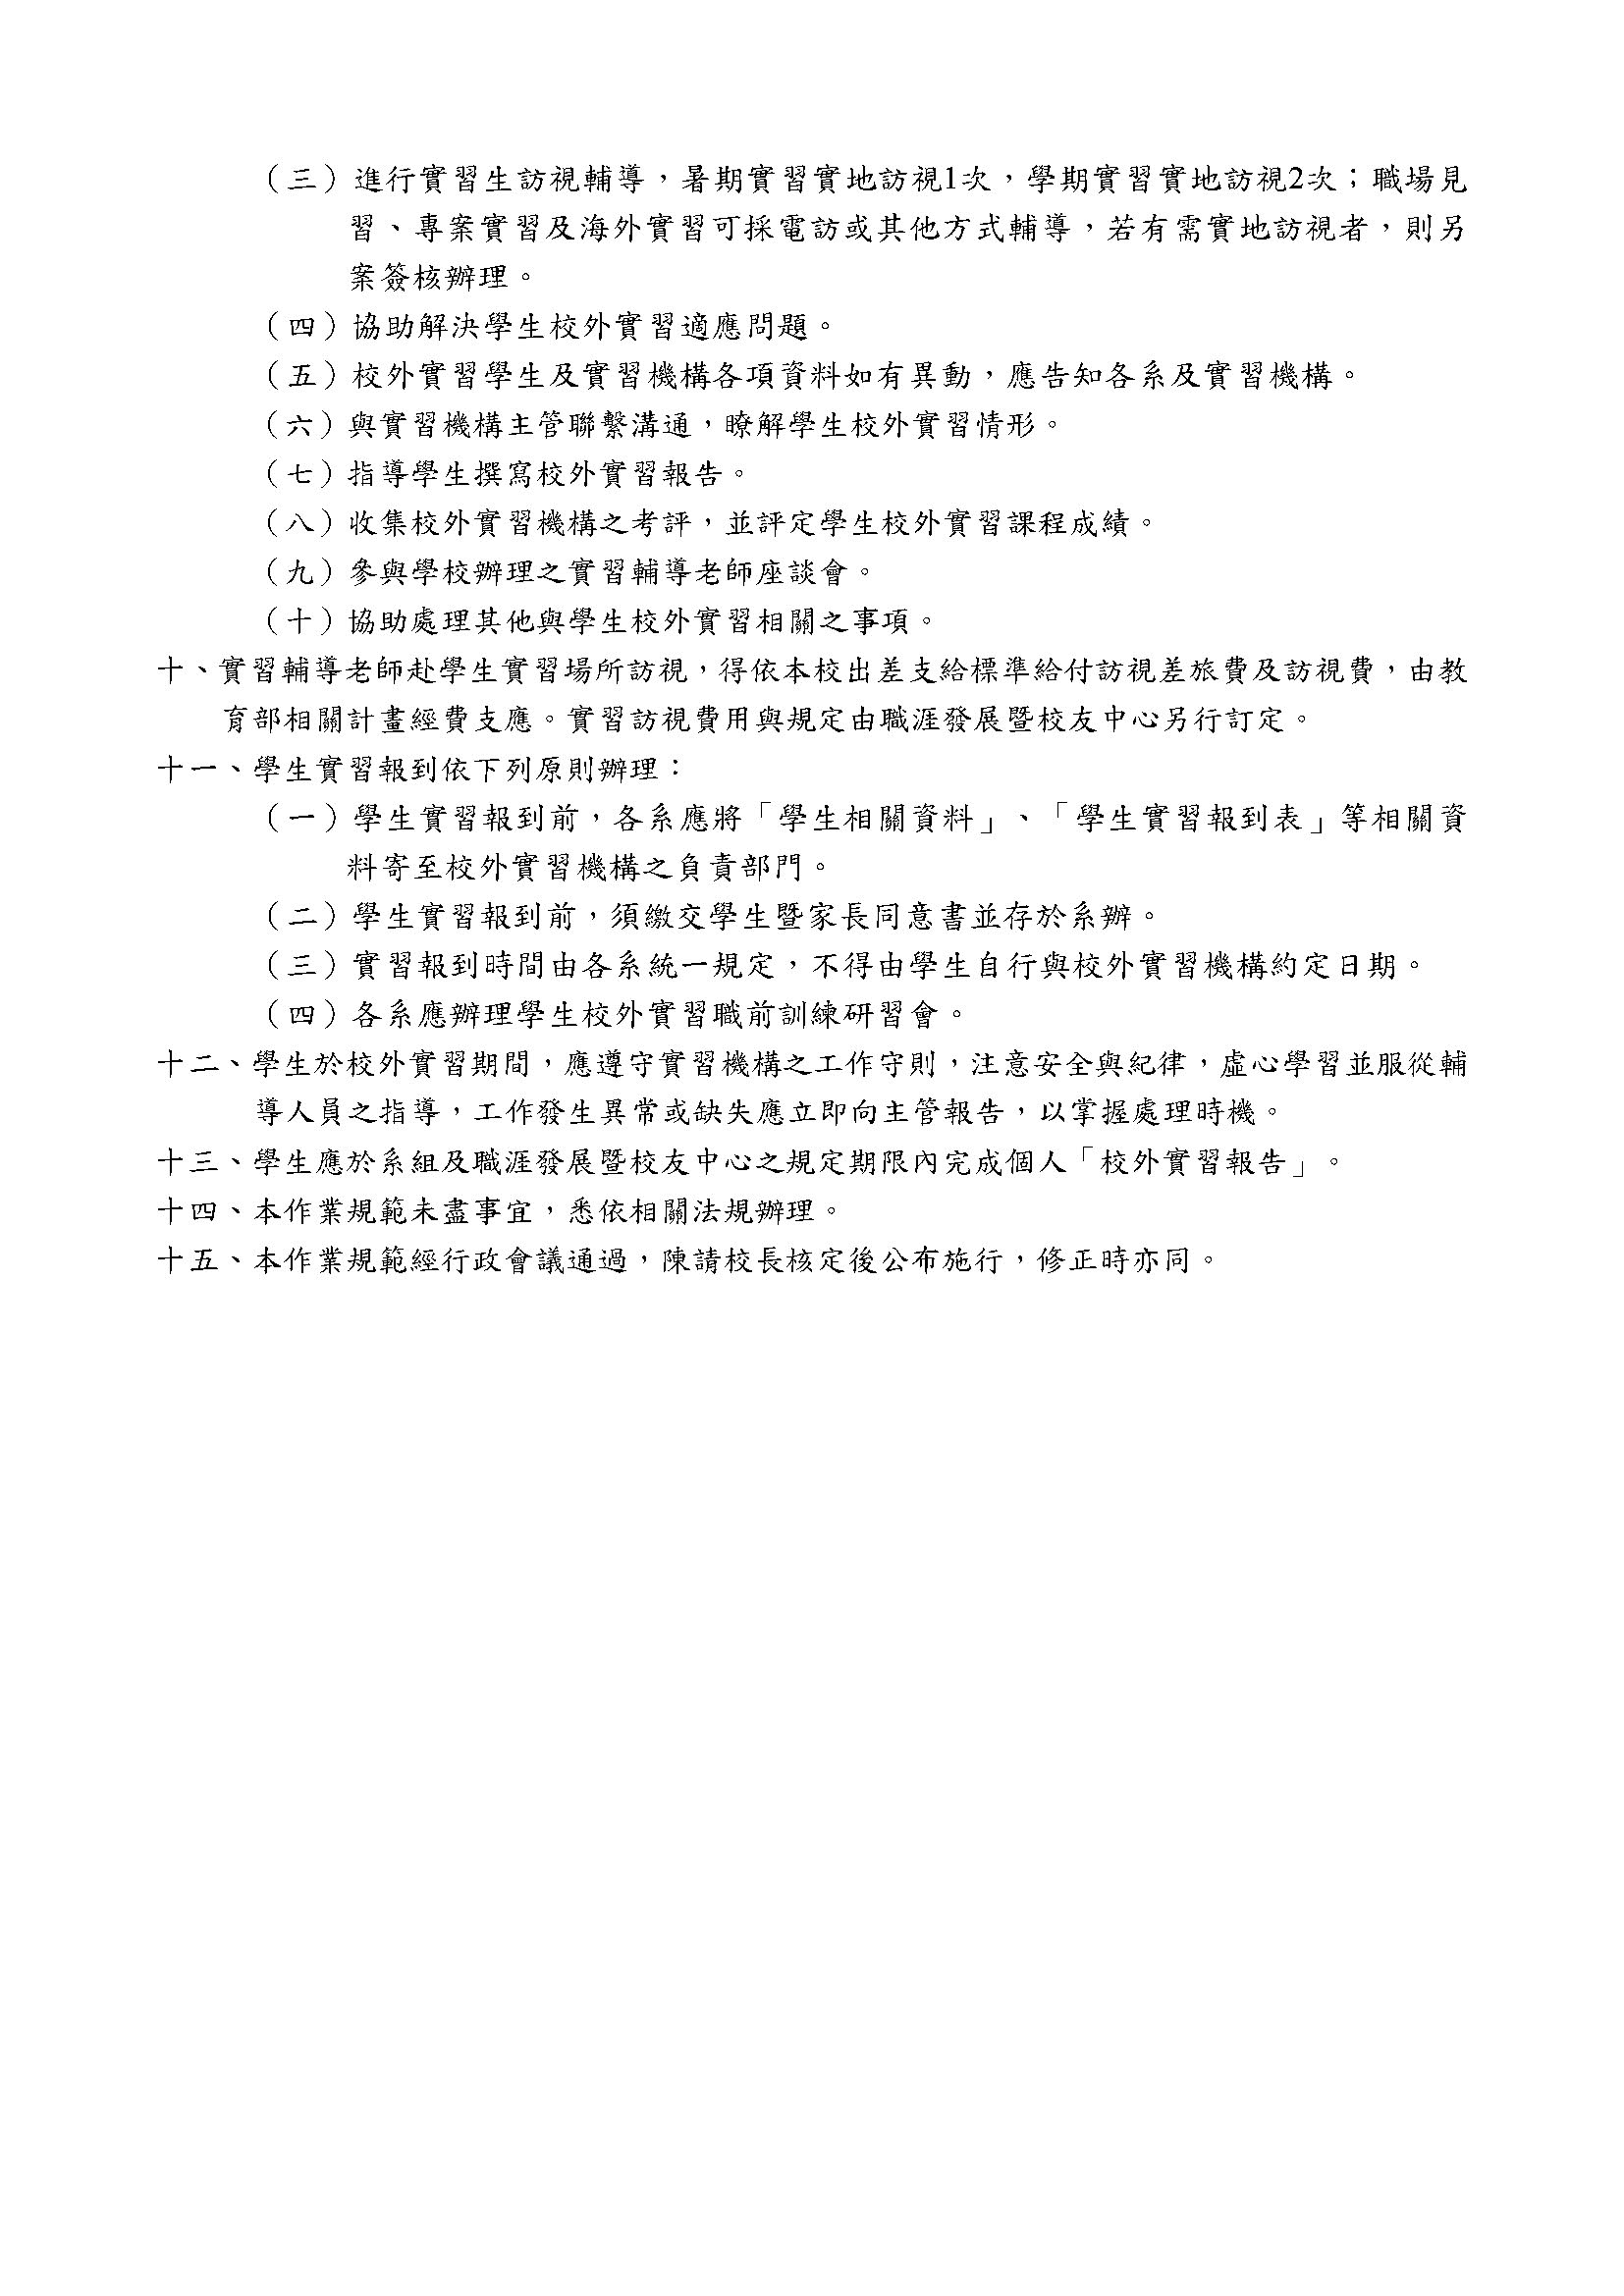 （三）進行實習生訪視輔導，暑期實習實地訪視1次，學期實習實地訪視2次；職場見
習、專案實習及海外實習可採電訪或其他方式輔導，若有需實地訪視者，則另
案簽核辦理。
（四）協助解決學生校外實習適應問題。
（五）校外實習學生及實習機構各項資料如有異動，應告知各系及實習機構。
（六）與實習機構主管聯繫溝通，瞭解學生校外實習情形。
（七）指導學生撰寫校外實習報告。
（八）收集校外實習機構之考評，並評定學生校外實習課程成績。
（九）參與學校辦理之實習輔導老師座談會。
（十）協助處理其他與學生校外實習相關之事項。
十、實習輔導老師赴學生實習場所訪視，得依本校出差支給標準給付訪視差旅費及訪視費，由教
育部相關計畫經費支應。實習訪視費用與規定由職涯發展暨校友中心另行訂定。
十一、學生實習報到依下列原則辦理：
（一）學生實習報到前，各系應將「學生相關資料」、「學生實習報到表」等相關資
料寄至校外實習機構之負責部門。
（二）學生實習報到前，須繳交學生暨家長同意書並存於系辦。
（三）實習報到時間由各系統一規定，不得由學生自行與校外實習機構約定日期。
（四）各系應辦理學生校外實習職前訓練研習會。
十二、學生於校外實習期間，應遵守實習機構之工作守則，注意安全與紀律，虛心學習並服從輔
導人員之指導，工作發生異常或缺失應立即向主管報告，以掌握處理時機。
十三、學生應於系組及職涯發展暨校友中心之規定期限內完成個人「校外實習報告」。
十四、本作業規範未盡事宜，悉依相關法規辦理。
十五、本作業規範經行政會議通過，陳請校長核定後公布施行，修正時亦同。